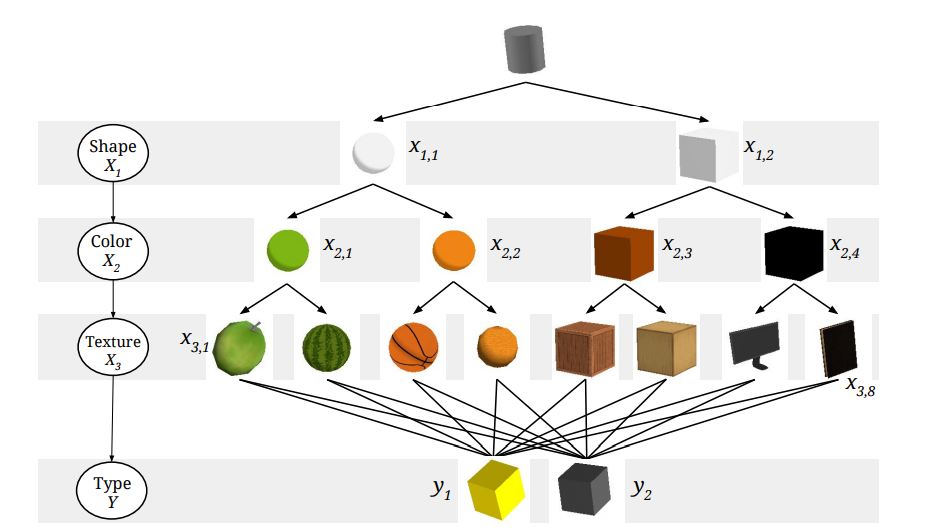 Shape
X1
x1,1
x1,2
Color
X2
x2,1
x2,2
x2,3
x2,4
Texture
X3
x3,1
x3,8
Type
Y
y1
y2